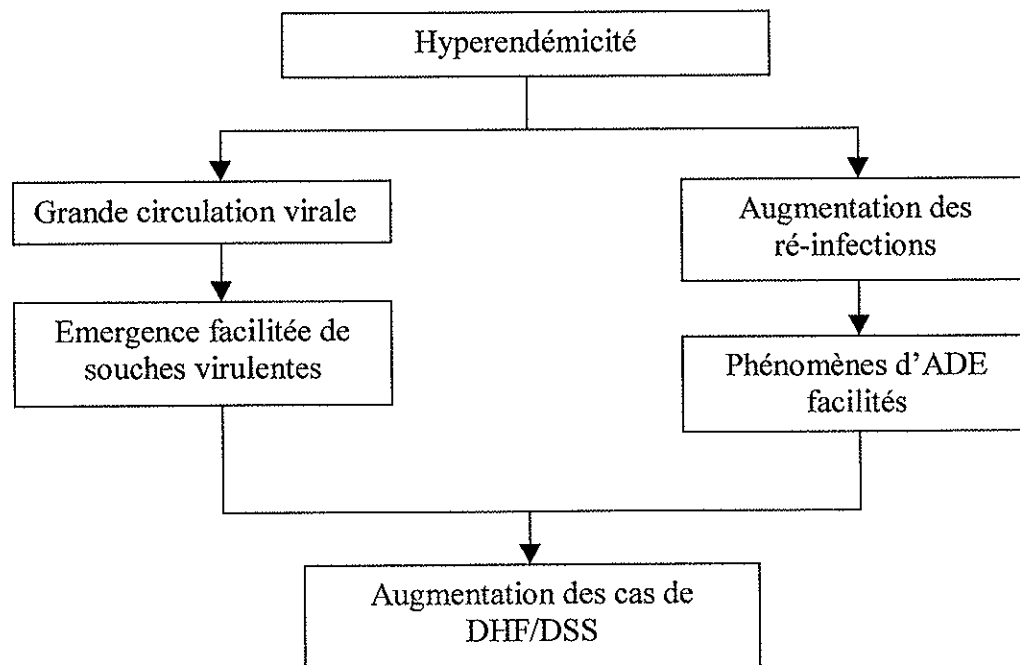 Hyperendémicité
Grande circulation virale
Augmentation des
ré-infections
Emergence facilitée de
souches virulentes
Phénomènes d'ADE
facilités
Augmentation des cas de
DHF/DSS